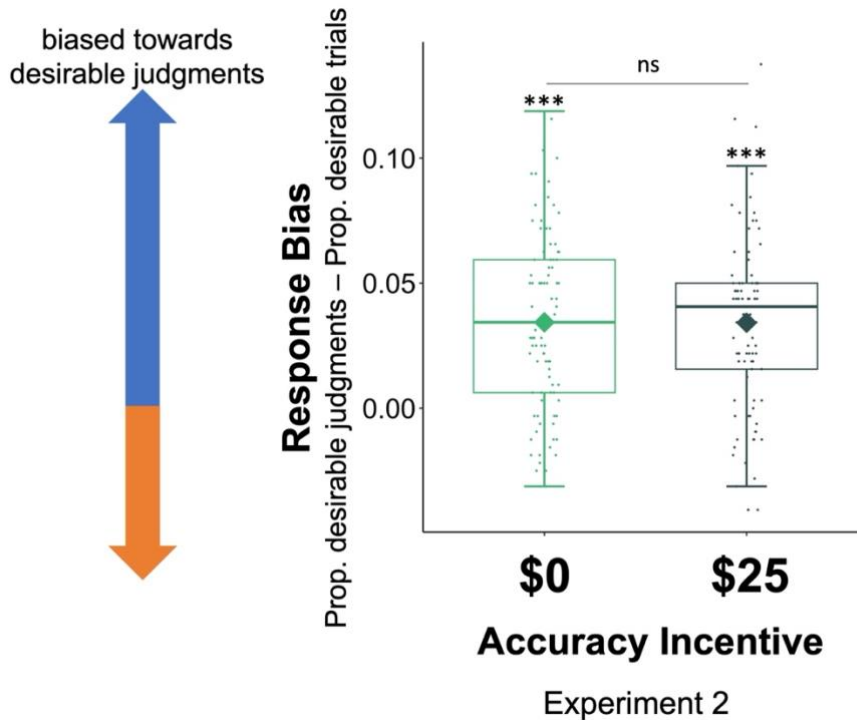 biased towards
desirable judgments
Response Bias
Prop. desirable judgments – Prop. desirable trials
0.10
0.05
0.00
ns
***
***
$0
$25
Accuracy Incentive
Experiment 2